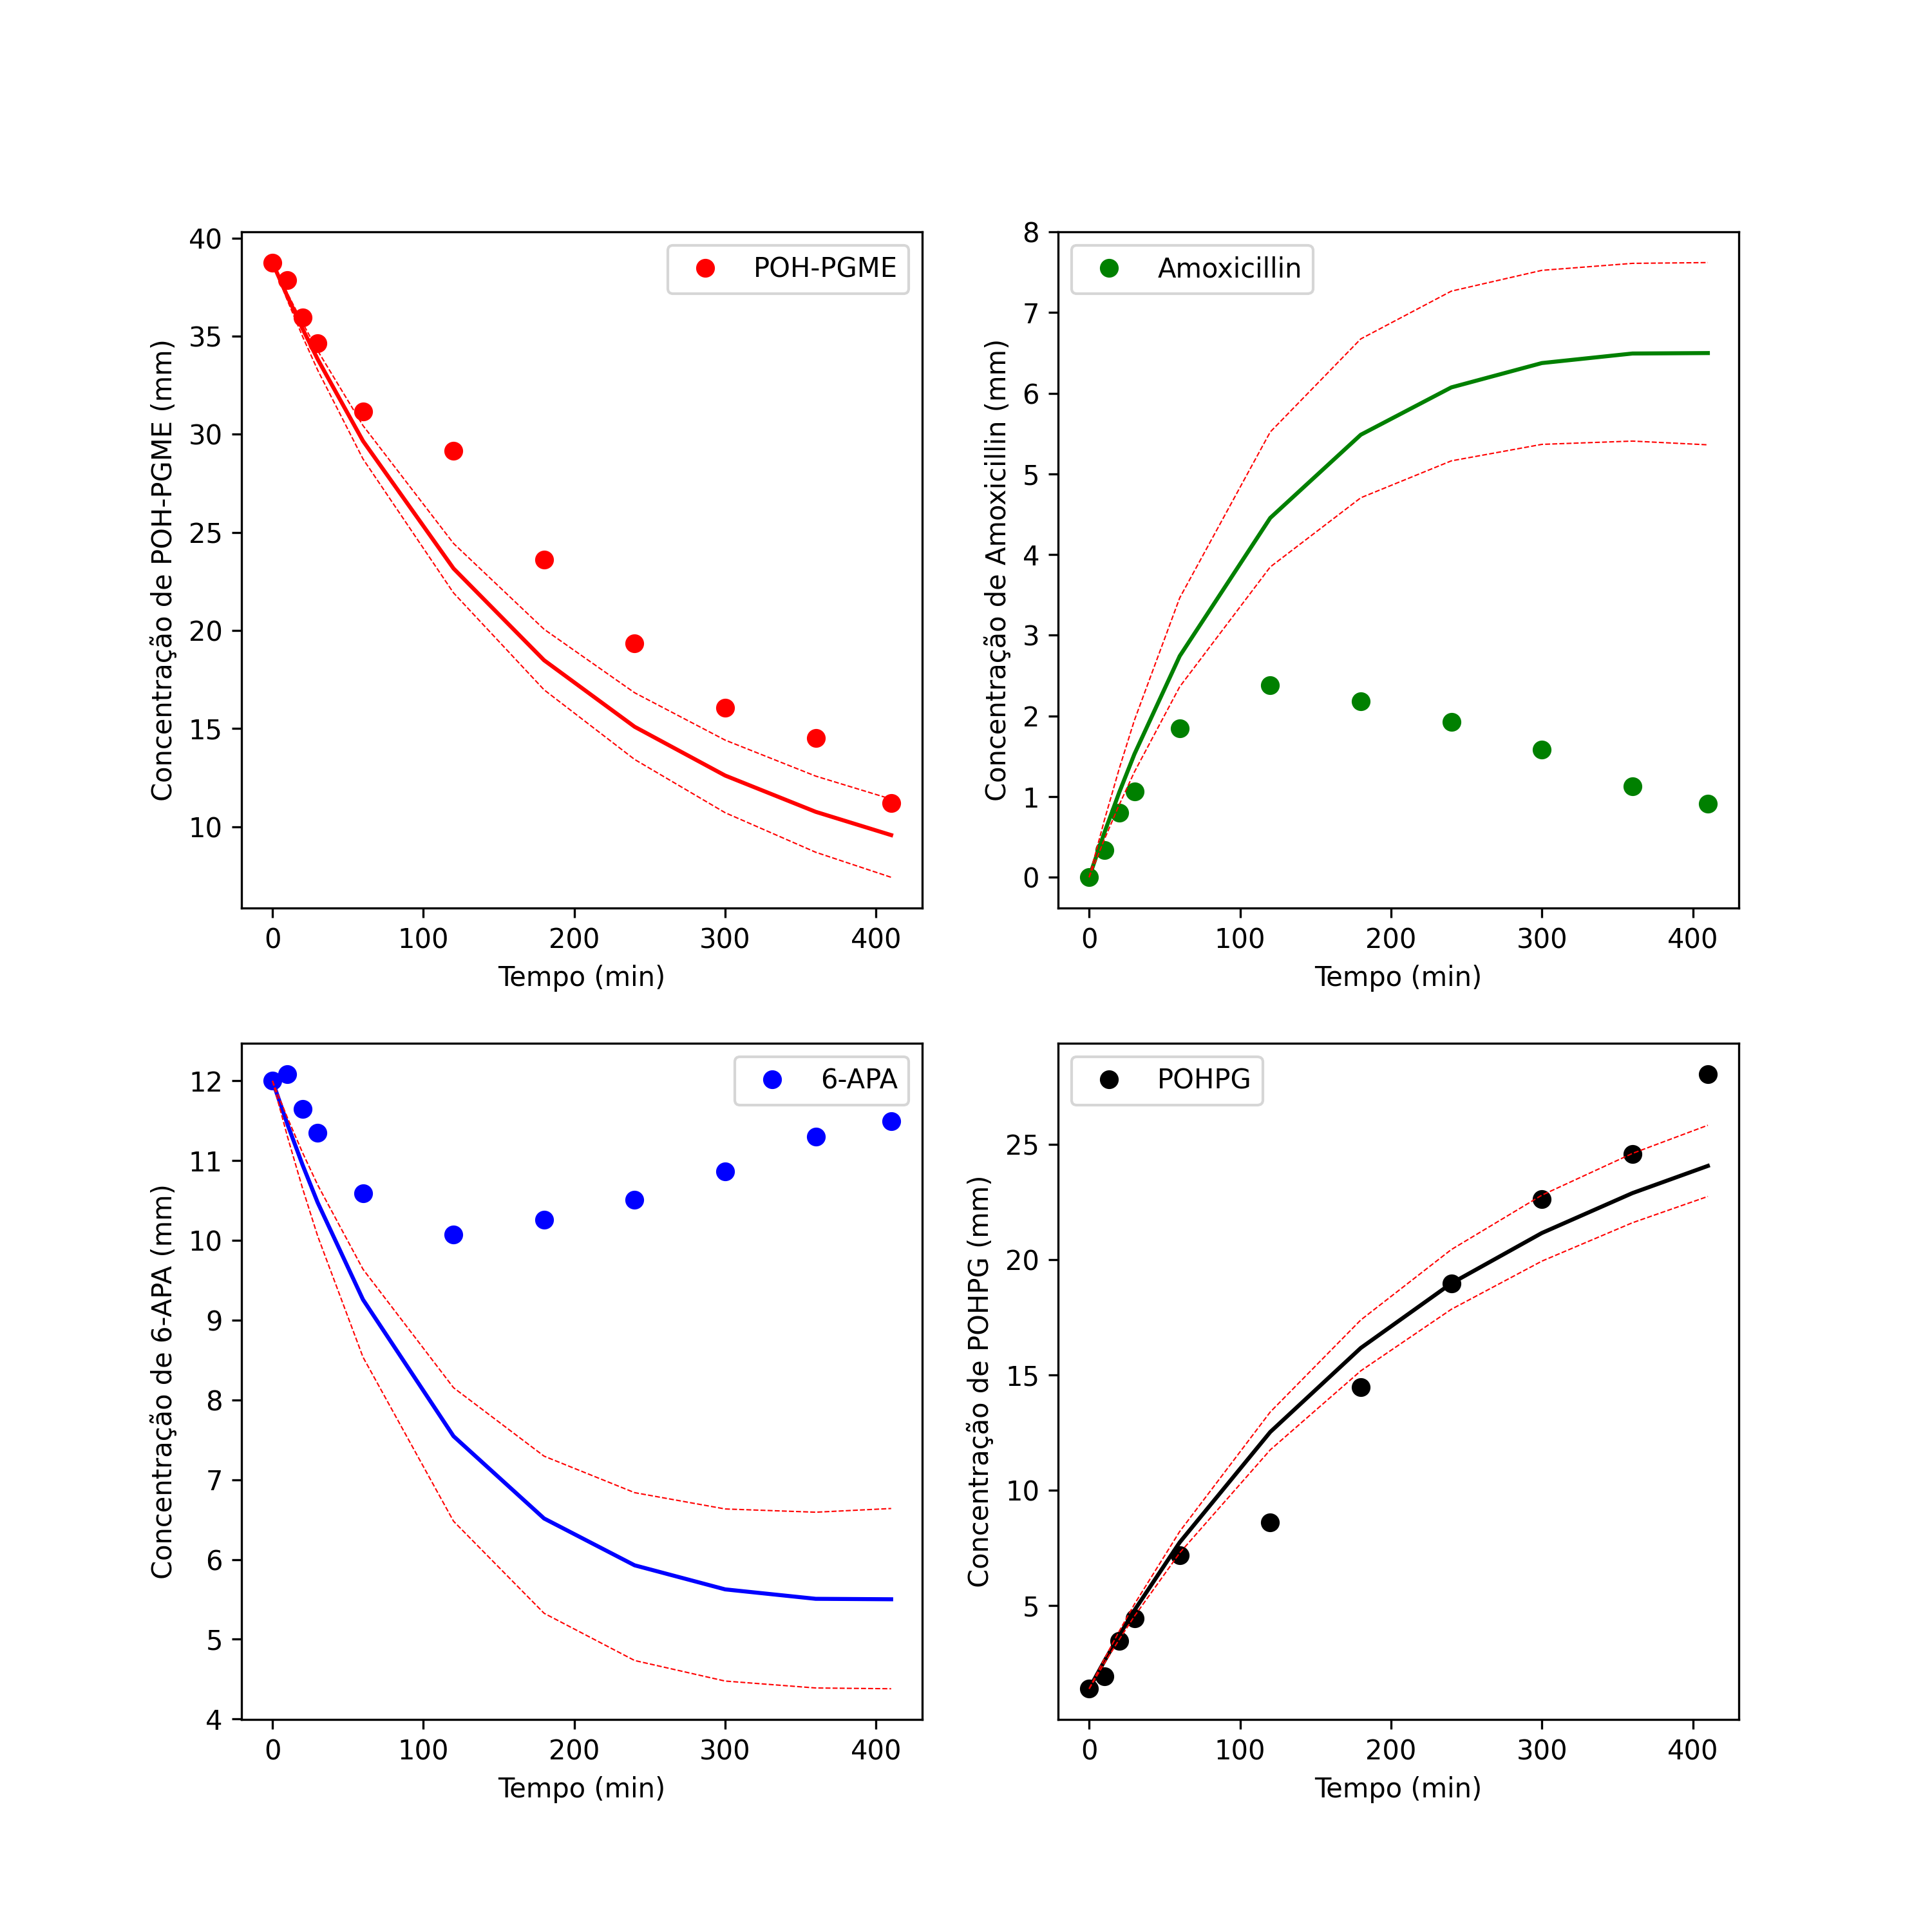 POH-PGME
Concentração de POH-PGME (mm)
40
35
30
25
20
15
10
0 100 200 300 400
Tempo (min)
Amoxicillin
Concentração de Amoxicillin (mm)
8
7
6
5
4
3
2
1
0
0 100 200 300 400
Tempo (min)
6-APA
Concentração de 6-APA (mm)
12
11
10
9
8
7
6
5
4
0 100 200 300 400
Tempo (min)
POHPG
Concentração de POHPG (mm)
25
20
15
10
5
0 100 200 300 400
Tempo (min)